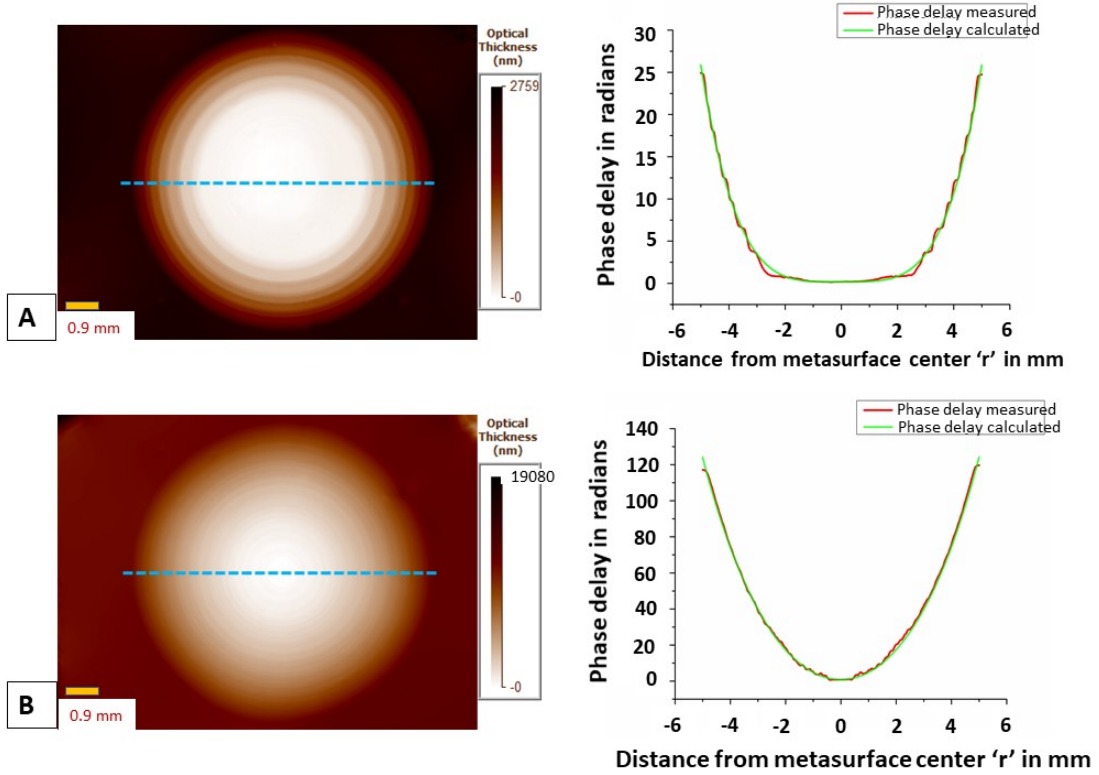 Optical
Thickness
(nm)
2759
-0
A
0.9 mm
Phase delay measured
Phase delay calculated
Phase delay in radians
30
25
20
15
10
5
0
-6 -4 -2 0 2 4 6
Distance from metasurface center ‘r’ in mm
Optical
Thickness
(nm)
19080
-0
B
0.9 mm
Phase delay measured
Phase delay calculated
Phase delay in radians
140
120
100
80
60
40
20
0
-6 -4 -2 0 2 4 6
Distance from metasurface center ‘r’ in mm